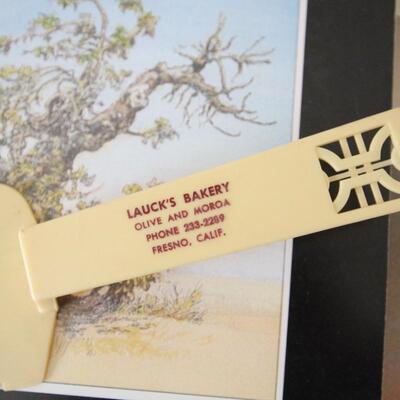 LAUCK'S BAKERY
OLIVE AND MOROA
PHONE 233-2289
FRESNO, CALIF.